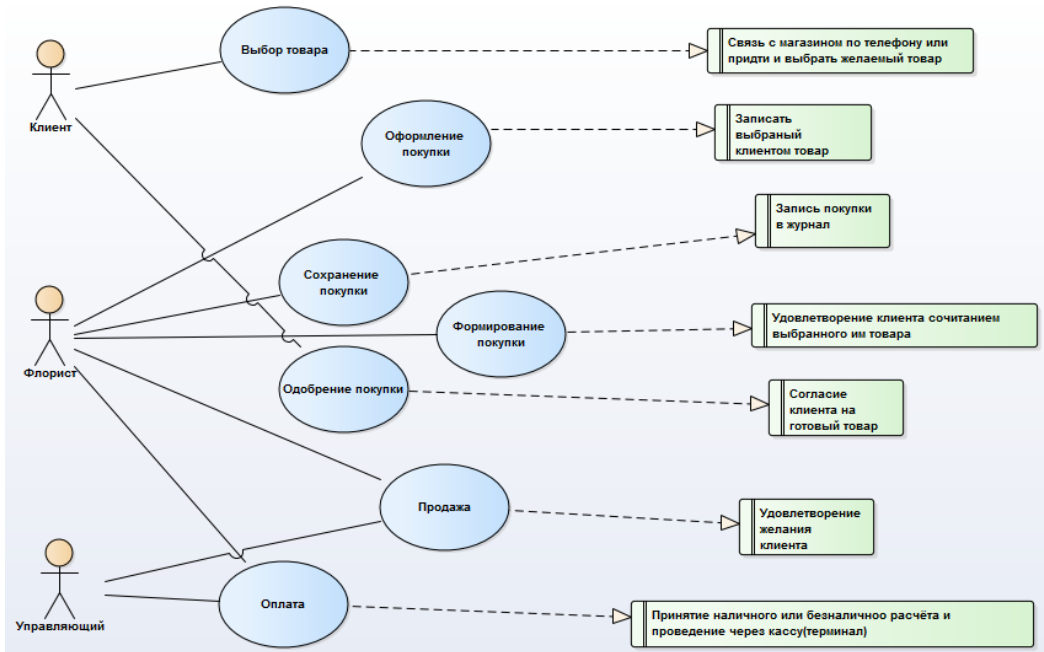 Выбор товара
Связь с магазином по телефону или
придти и выбрать желаемый товар
Клиент
Оформление
покупки
Записать
выбраный
клиентом товар
Запись покупки
в журнал
Сохранение
покупки
Формирование
покупки
Удовлетворение клиента сочитанием
выбранного им товара
Флорист
Одобрение покупки
Согласие
клиента на
готовый товар
Продажа
Удовлетворение
желания
клиента
Управляющий
Оплата
Принятие наличного или безналичноо расчёта и
проведение через кассу(терминал)